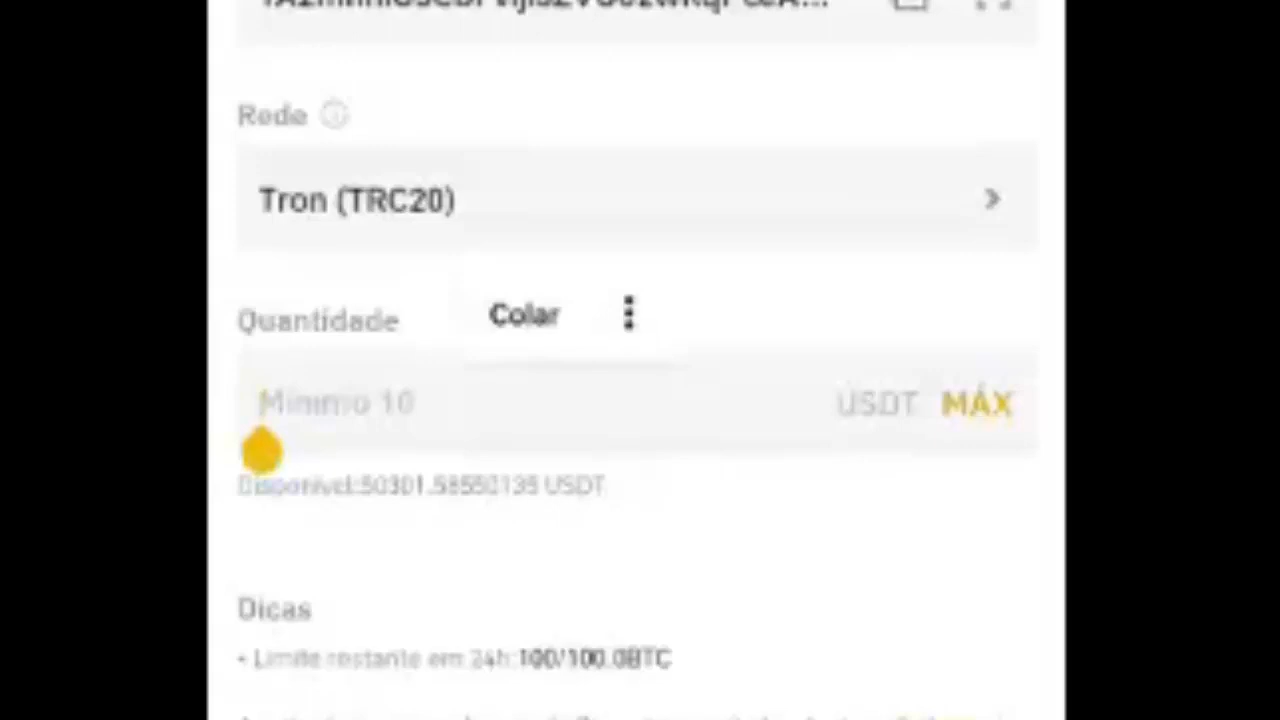 Rede
Tron (TRC20)
Quantidade
Colar
Mínimo 10
USDT MÁX
Disponível:50301.58550135 USDT
Dicas
• Limite restante em 24h:100/100.0BTC